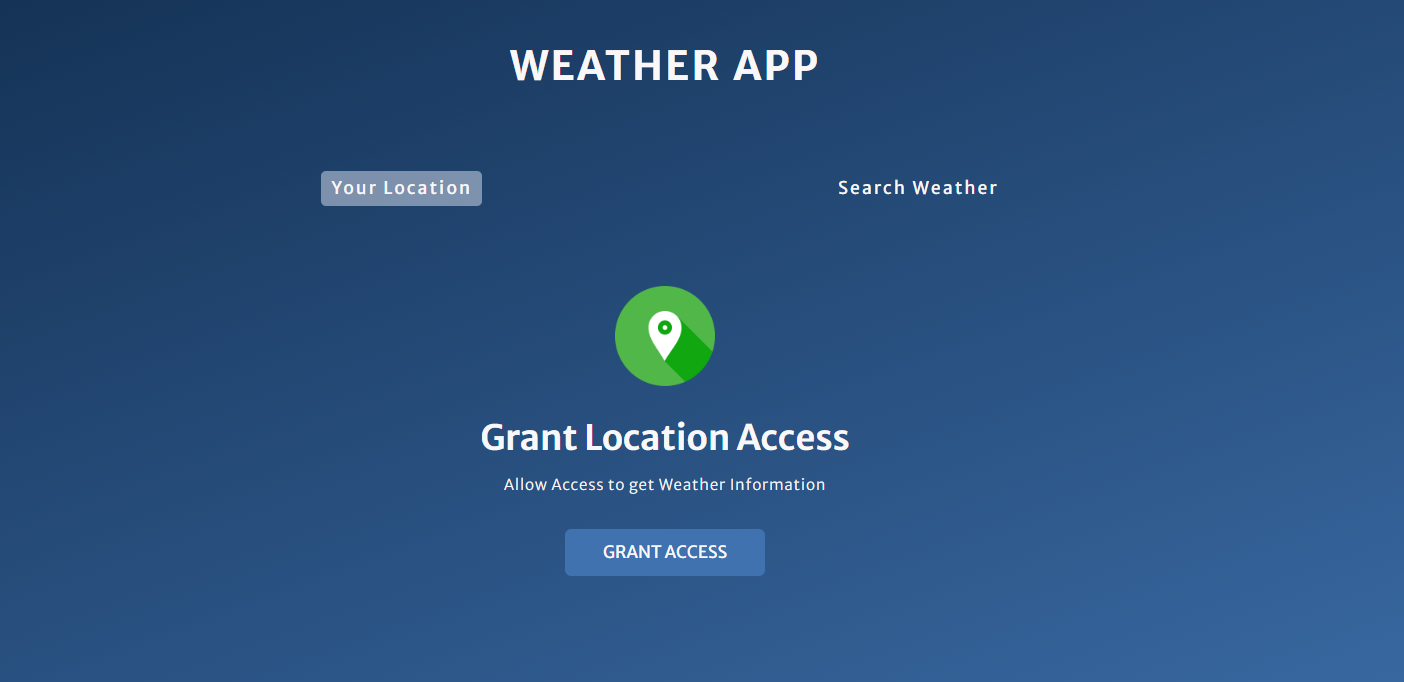 WEATHER APP
Your Location
Search Weather
Grant Location Access
Allow Access to get Weather Information
GRANT ACCESS